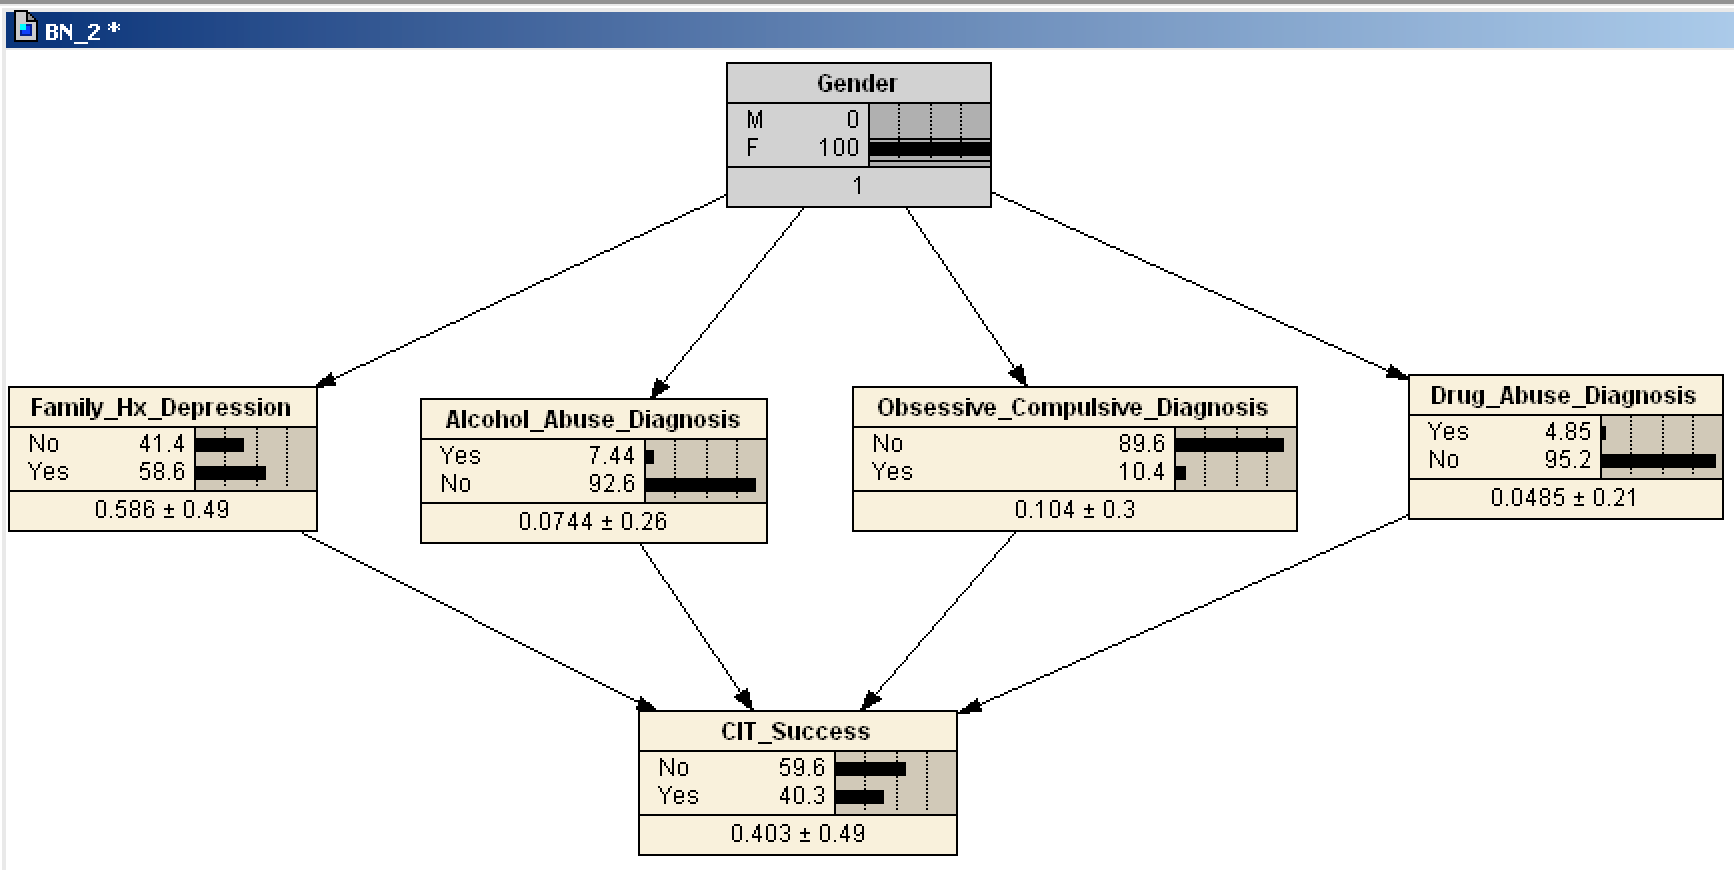 BN_2 *
Gender
M 0
F 100
1
Family_Hx_Depression
No 41.4
Yes 58.6
0.586 ± 0.49
Alcohol_Abuse_Diagnosis
Yes 7.44
No 92.6
0.0744 ± 0.26
Obsessive_Compulsive_Diagnosis
No 89.6
Yes 10.4
0.104 ± 0.3
Drug_Abuse_Diagnosis
Yes 4.85
No 95.2
0.0485 ± 0.21
CIT_Success
No 59.6
Yes 40.3
0.403 ± 0.49